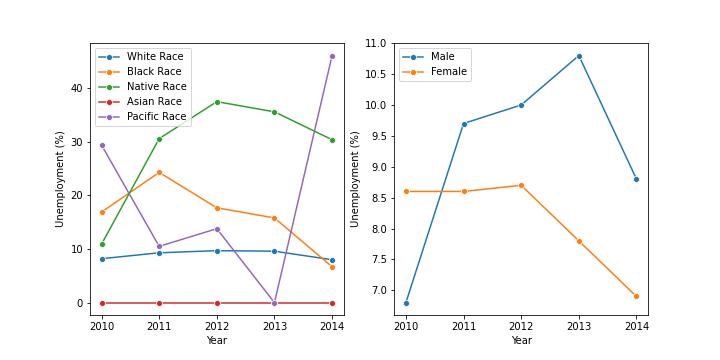 White Race
Black Race
Native Race
Asian Race
Pacific Race
40
30
20
10
0
Unemployment (%)
2010 2011 2012 2013 2014
Year
Male
Female
11.0
10.5
10.0
9.5
9.0
8.5
8.0
7.5
7.0
Unemployment (%)
2010 2011 2012 2013 2014
Year